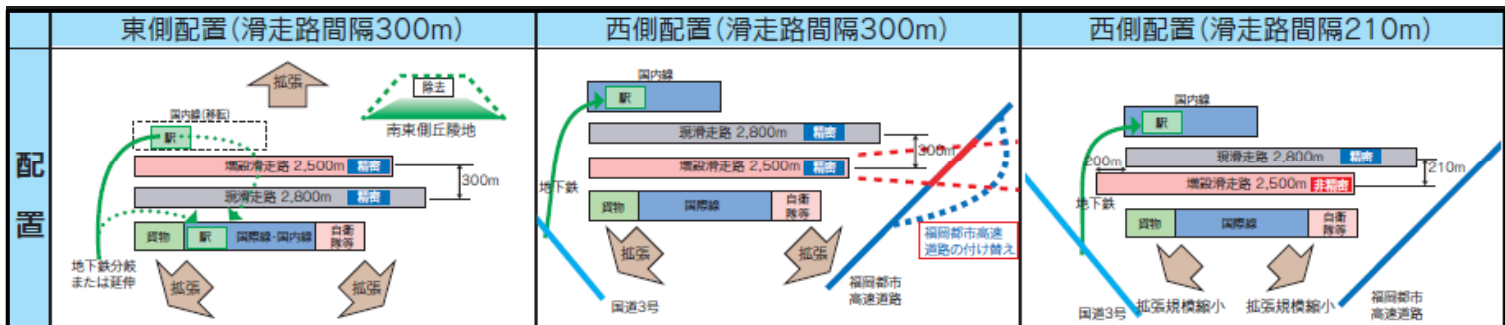 配置
東側配置(滑走路間隔300m)
拡張
除去
南東側丘陵地
国内線(移転)
駅
増設滑走路 2,500m 精密
現滑走路 2,800m 精密
300m
貨物
駅
国際線・国内線
自衛
隊等
地下鉄分岐
または延伸
拡張
拡張
西側配置(滑走路間隔300m)
国内線
駅
現滑走路 2,800m 精密
増設滑走路 2,500m 精密
300m
地下鉄
貨物
国際線
自衛
隊等
拡張
拡張
福岡都市高速
道路の付け替え
国道3号
福岡都市
高速道路
西側配置(滑走路間隔210m)
国内線
駅
200m
現滑走路 2,800m 精密
増設滑走路 2,500m 非精密
210m
地下鉄
貨物
国際線
自衛
隊等
国道3号
拡張規模縮小
拡張規模縮小
福岡都市
高速道路